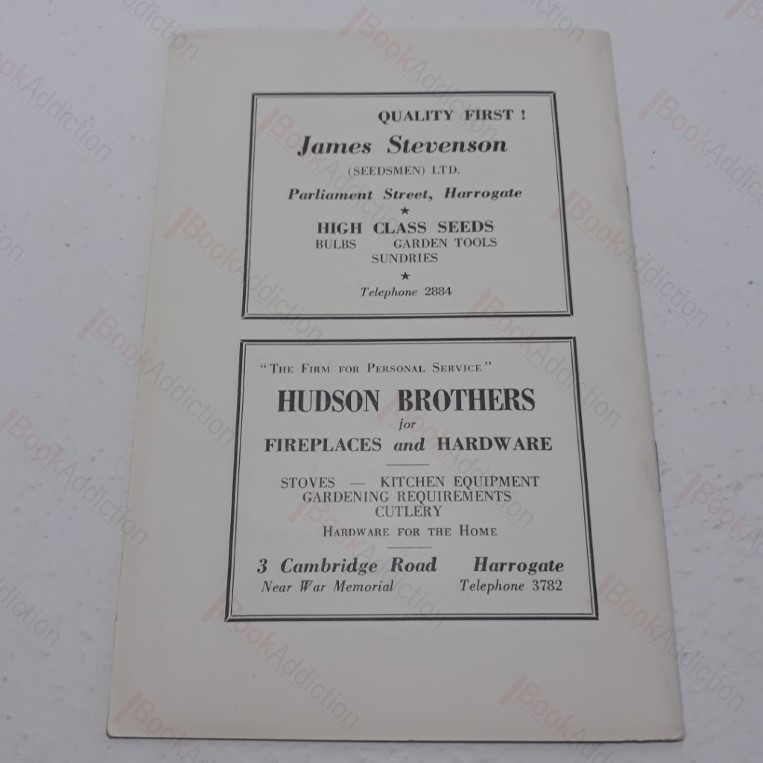 QUALITY FIRST !
James Stevenson
(SEEDSMEN) LTD.
Parliament Street, Harrogate
★
HIGH CLASS SEEDS
BULBS GARDEN TOOLS
SUNDRIES
★
Telephone 2884
"THE FIRM FOR PERSONAL SERVICE"
HUDSON BROTHERS
for
FIREPLACES and HARDWARE
STOVES — KITCHEN EQUIPMENT
GARDENING REQUIREMENTS
CUTLERY
HARDWARE FOR THE HOME
3 Cambridge Road Harrogate
Near War Memorial Telephone 3782
BookAddiction